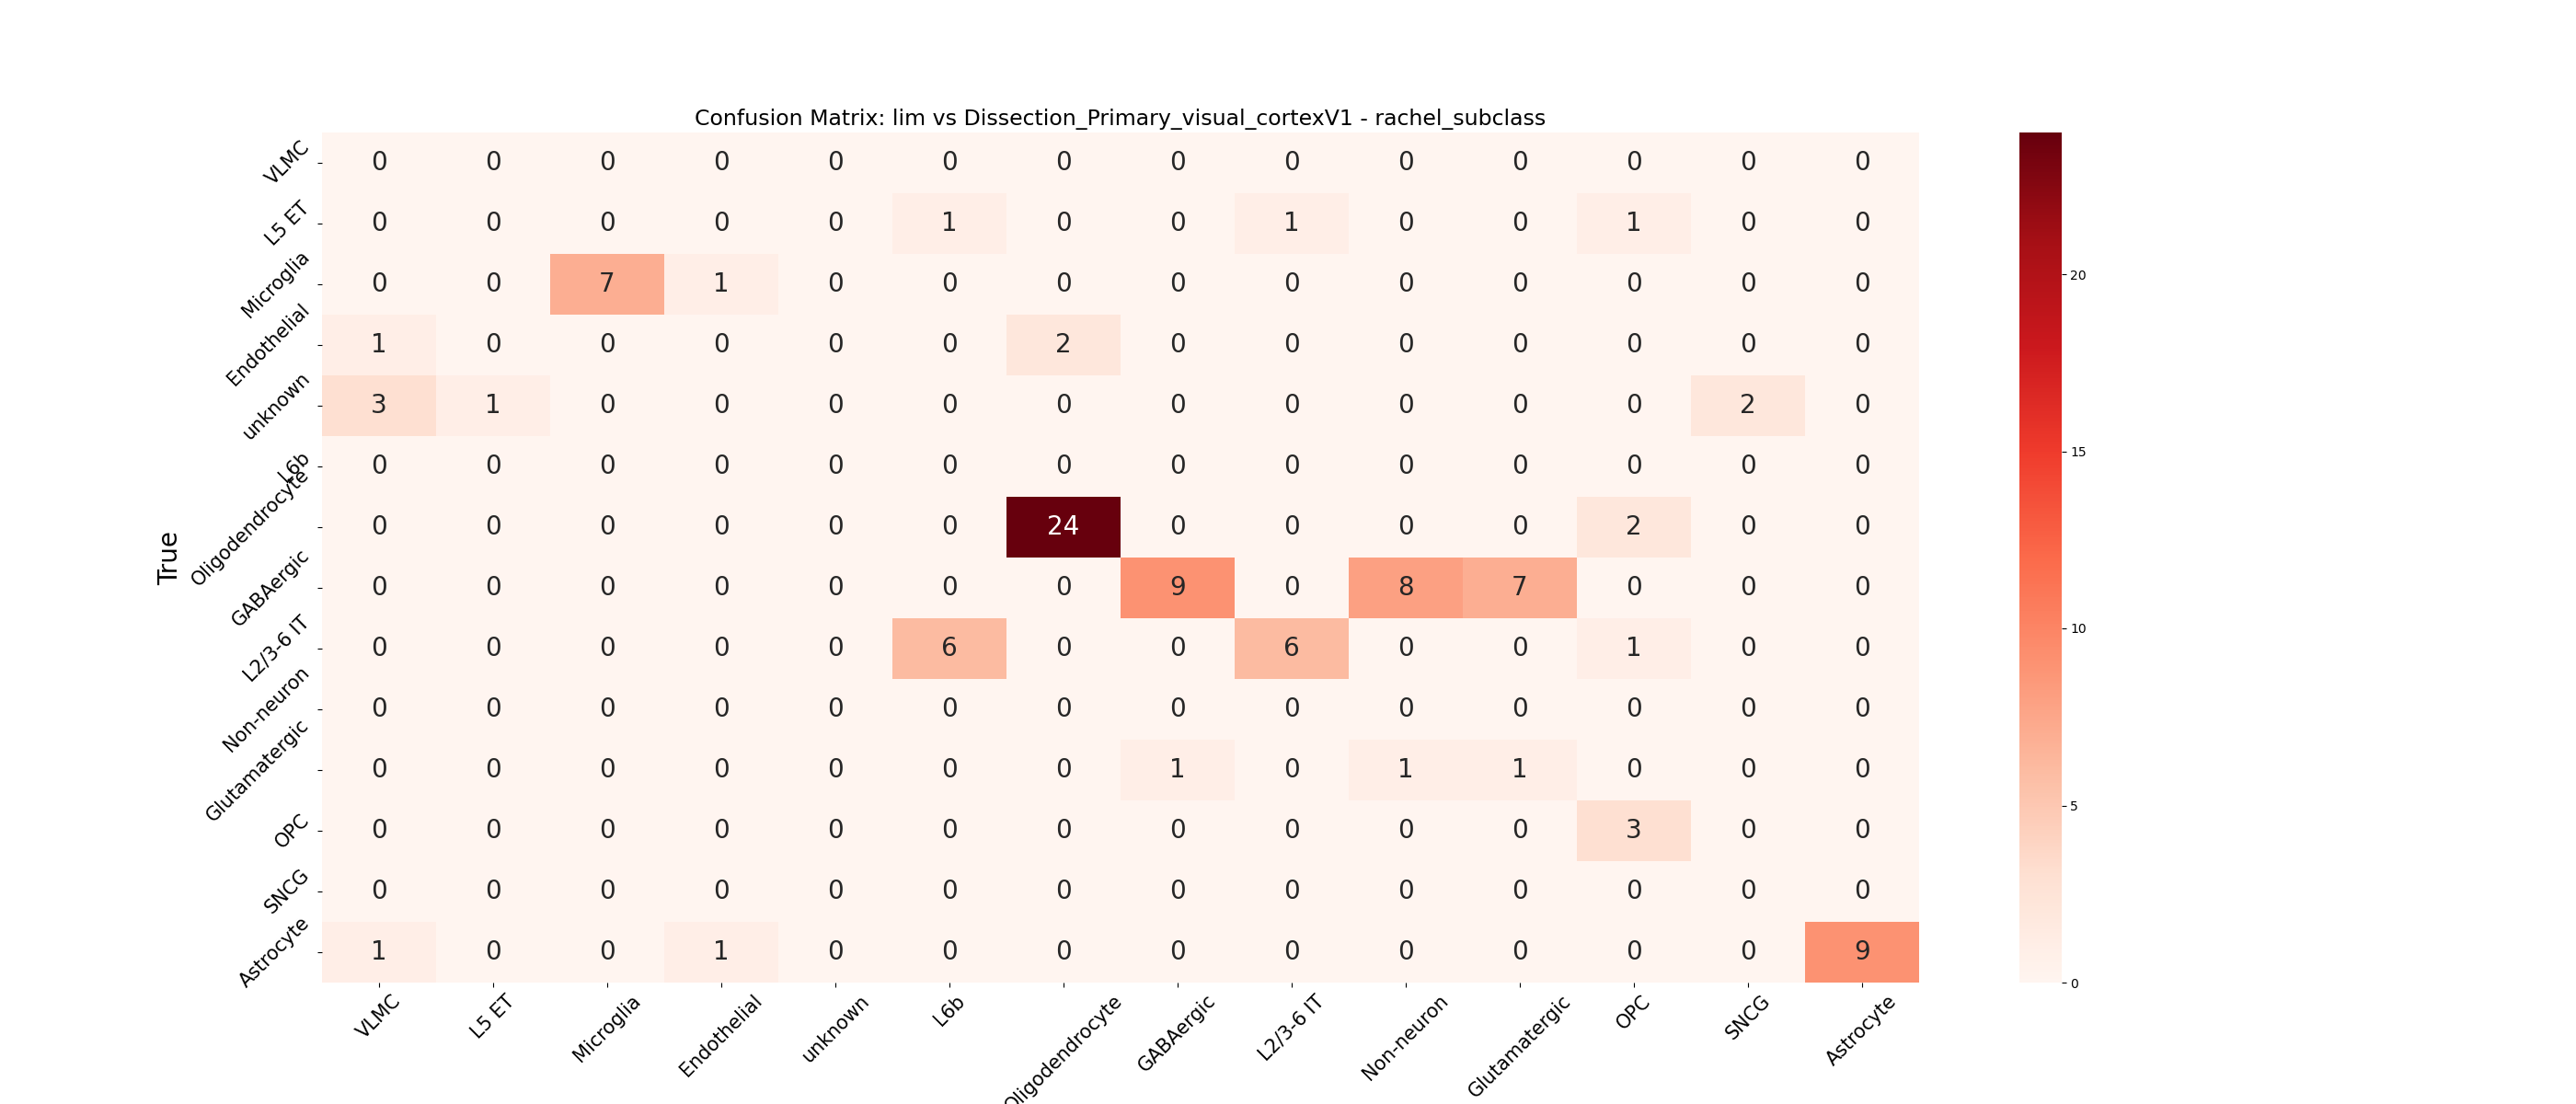 Confusion Matrix: lim vs Dissection_Primary_visual_cortexV1 - rachel_subclass
True
VLMC 0 0 0 0 0 0 0 0 0 0 0 0 0 0
L5 ET 0 0 0 0 0 1 0 0 1 0 0 1 0 0
Microglia 0 0 7 1 0 0 0 0 0 0 0 0 0 0
Endothelial 1 0 0 0 0 0 2 0 0 0 0 0 0 0
unknown 3 1 0 0 0 0 0 0 0 0 0 0 2 0
L6b 0 0 0 0 0 0 0 0 0 0 0 0 0 0
Oligodendrocyte 0 0 0 0 0 0 24 0 0 0 0 2 0 0
GABAergic 0 0 0 0 0 0 0 9 0 8 7 0 0 0
L2/3-6 IT 0 0 0 0 0 6 0 0 6 0 0 1 0 0
Non-neuron 0 0 0 0 0 0 0 0 0 0 0 0 0 0
Glutamatergic 0 0 0 0 0 0 0 1 0 1 1 0 0 0
OPC 0 0 0 0 0 0 0 0 0 0 0 3 0 0
SNCG 0 0 0 0 0 0 0 0 0 0 0 0 0 0
Astrocyte 1 0 0 1 0 0 0 0 0 0 0 0 0 9
VLMC L5 ET Microglia Endothelial unknown L6b Oligodendrocyte GABAergic L2/3-6 IT Non-neuron Glutamatergic OPC SNCG Astrocyte
20
15
10
5
0